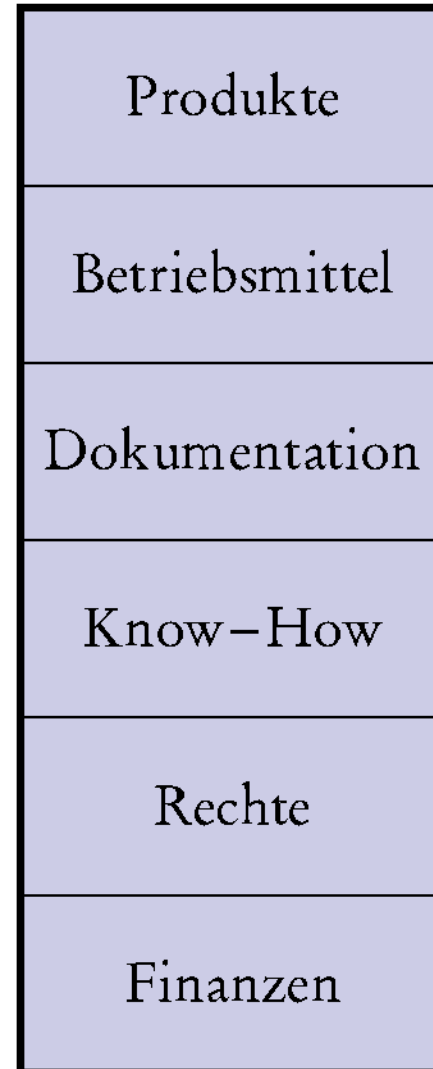 Produkte
Betriebsmittel
Dokumentation
Know–How
Rechte
Finanzen